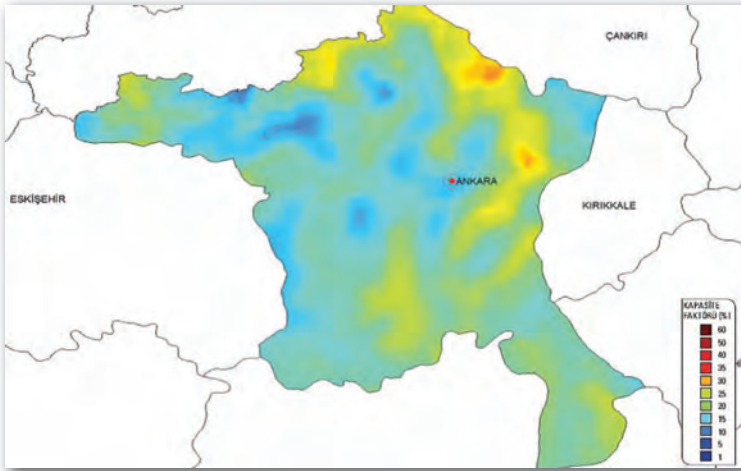 ÇANKIRI
ANKARA
ESKİŞEHİR
KIRIKKALE
KAPASİTE
FAKTÖRÜ (%)
60
50
40
35
30
25
20
15
10
5
1